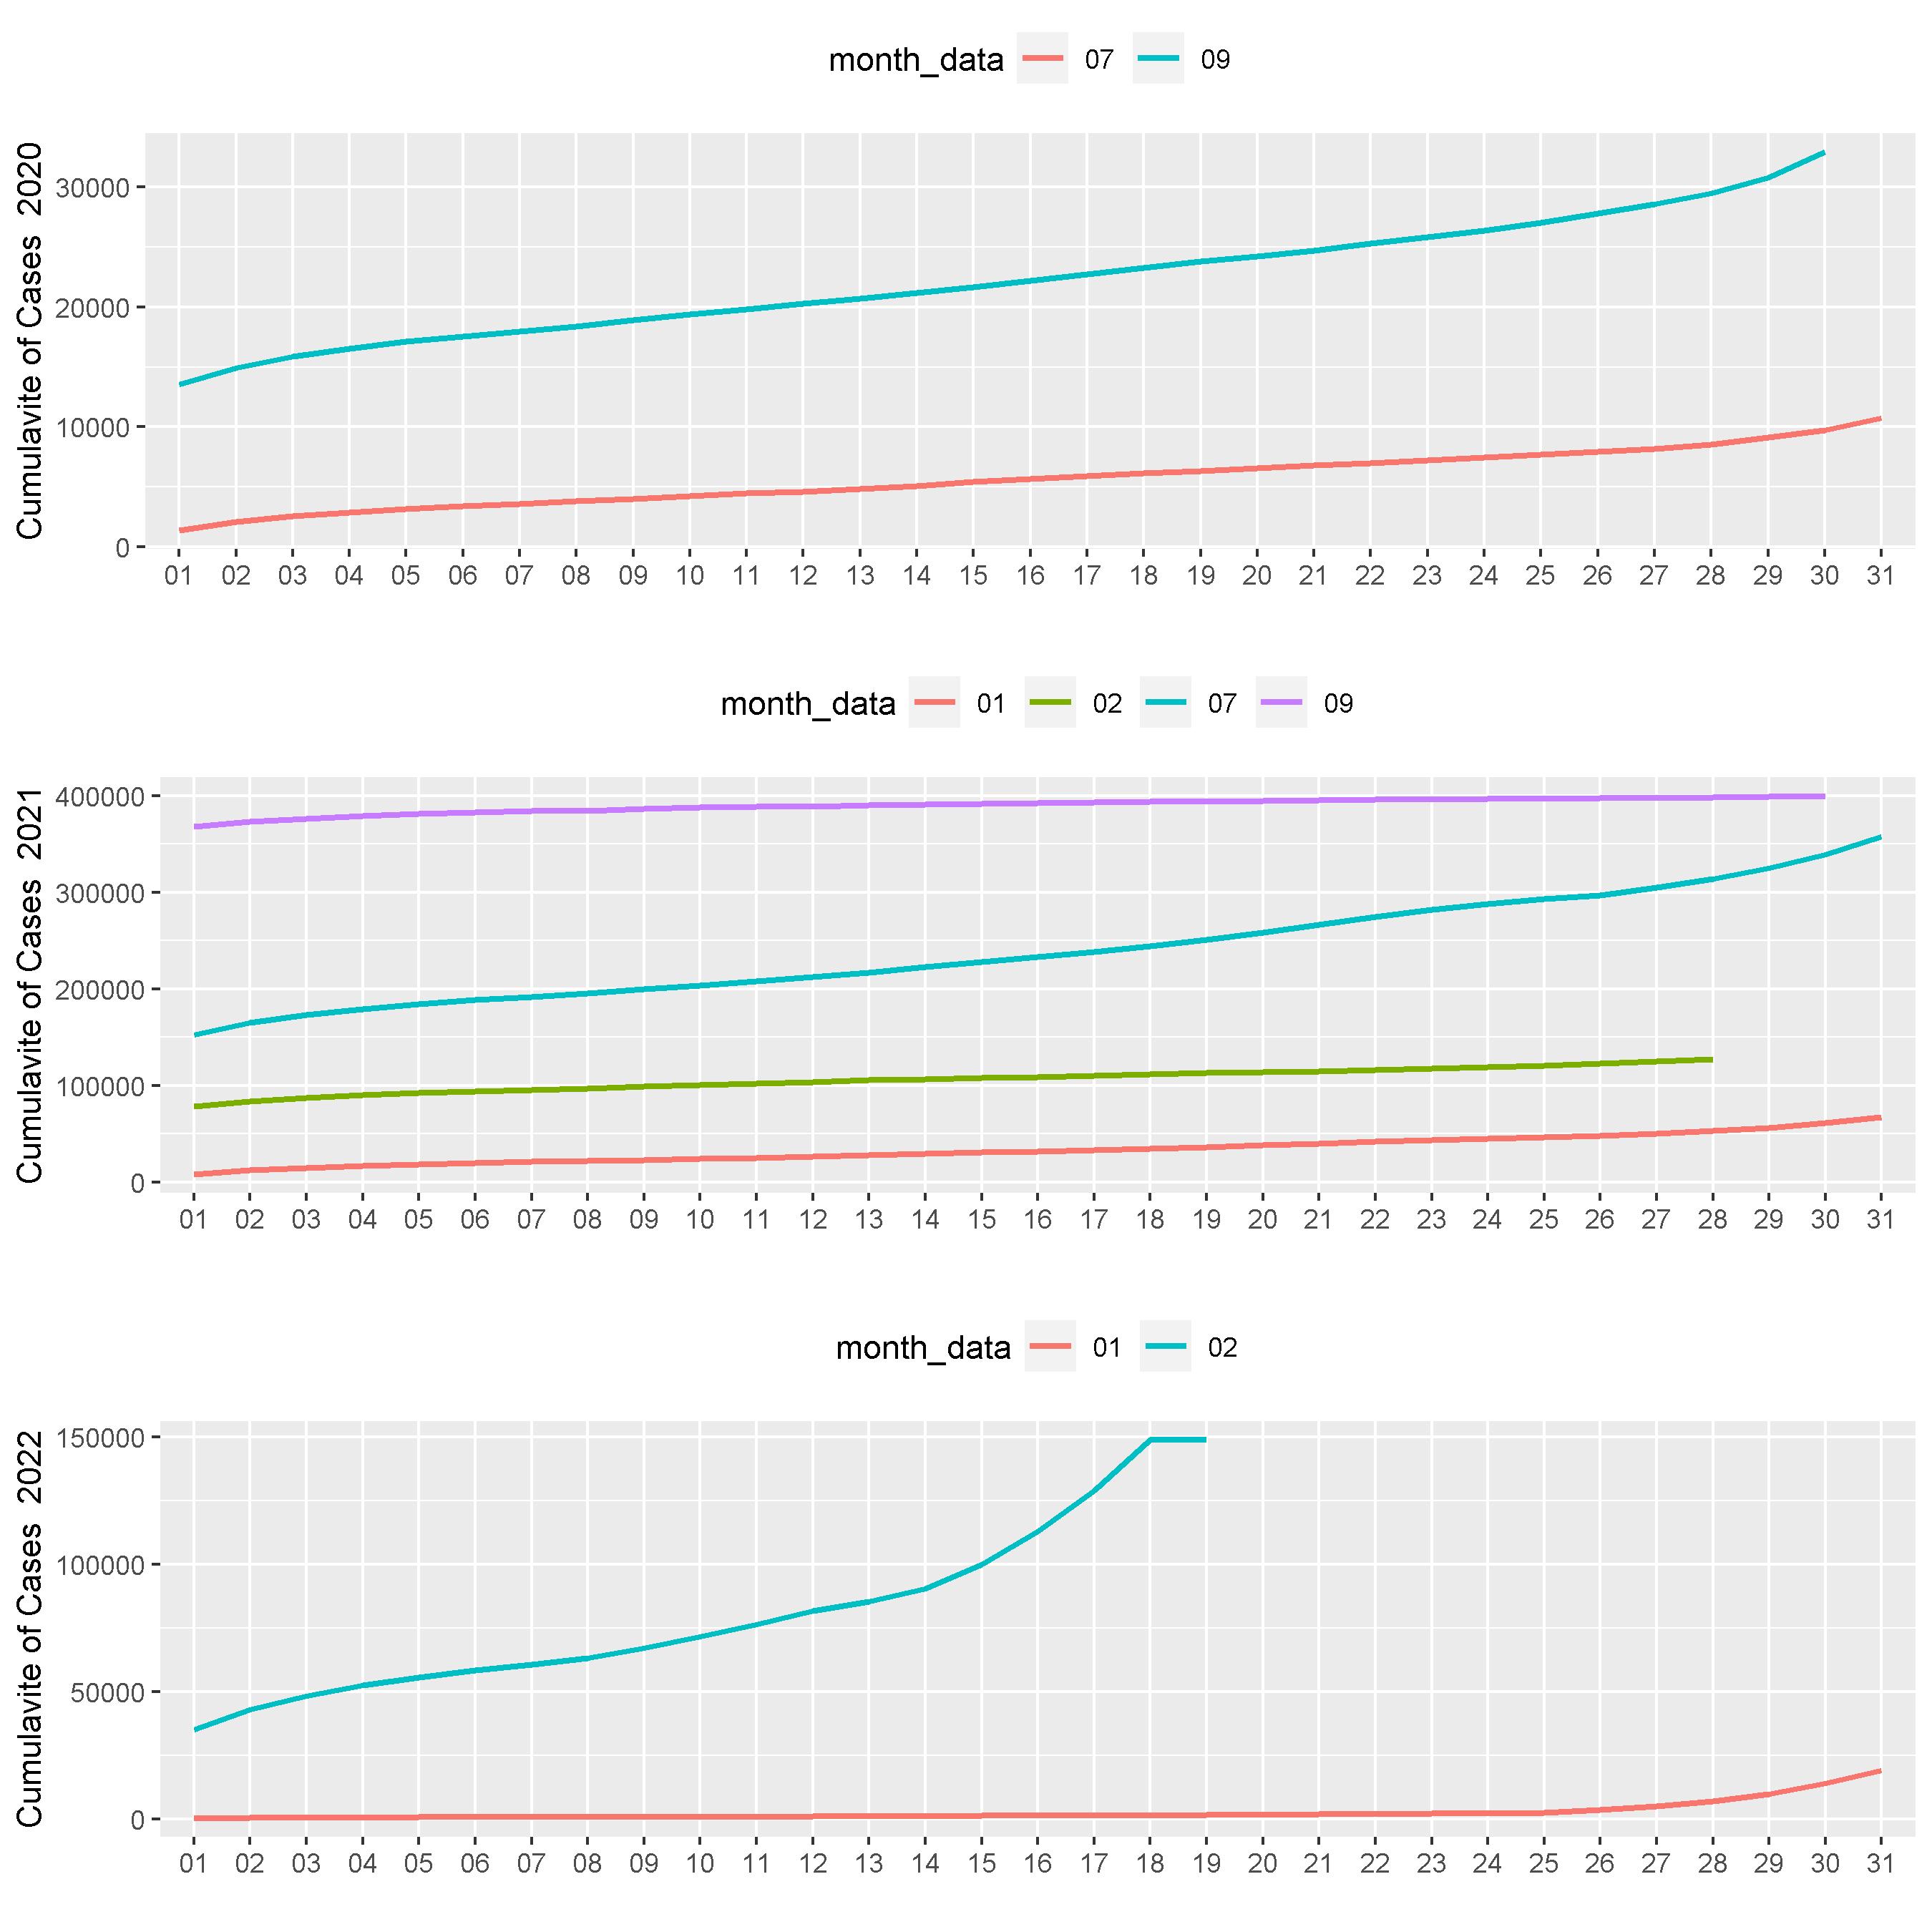 month_data 07 09
Cumulavite of Cases 2020
30000
20000
10000
0
01 02 03 04 05 06 07 08 09 10 11 12 13 14 15 16 17 18 19 20 21 22 23 24 25 26 27 28 29 30 31
month_data 01 02 07 09
Cumulavite of Cases 2021
400000
300000
200000
100000
0
01 02 03 04 05 06 07 08 09 10 11 12 13 14 15 16 17 18 19 20 21 22 23 24 25 26 27 28 29 30 31
month_data 01 02
Cumulavite of Cases 2022
150000
100000
50000
0
01 02 03 04 05 06 07 08 09 10 11 12 13 14 15 16 17 18 19 20 21 22 23 24 25 26 27 28 29 30 31